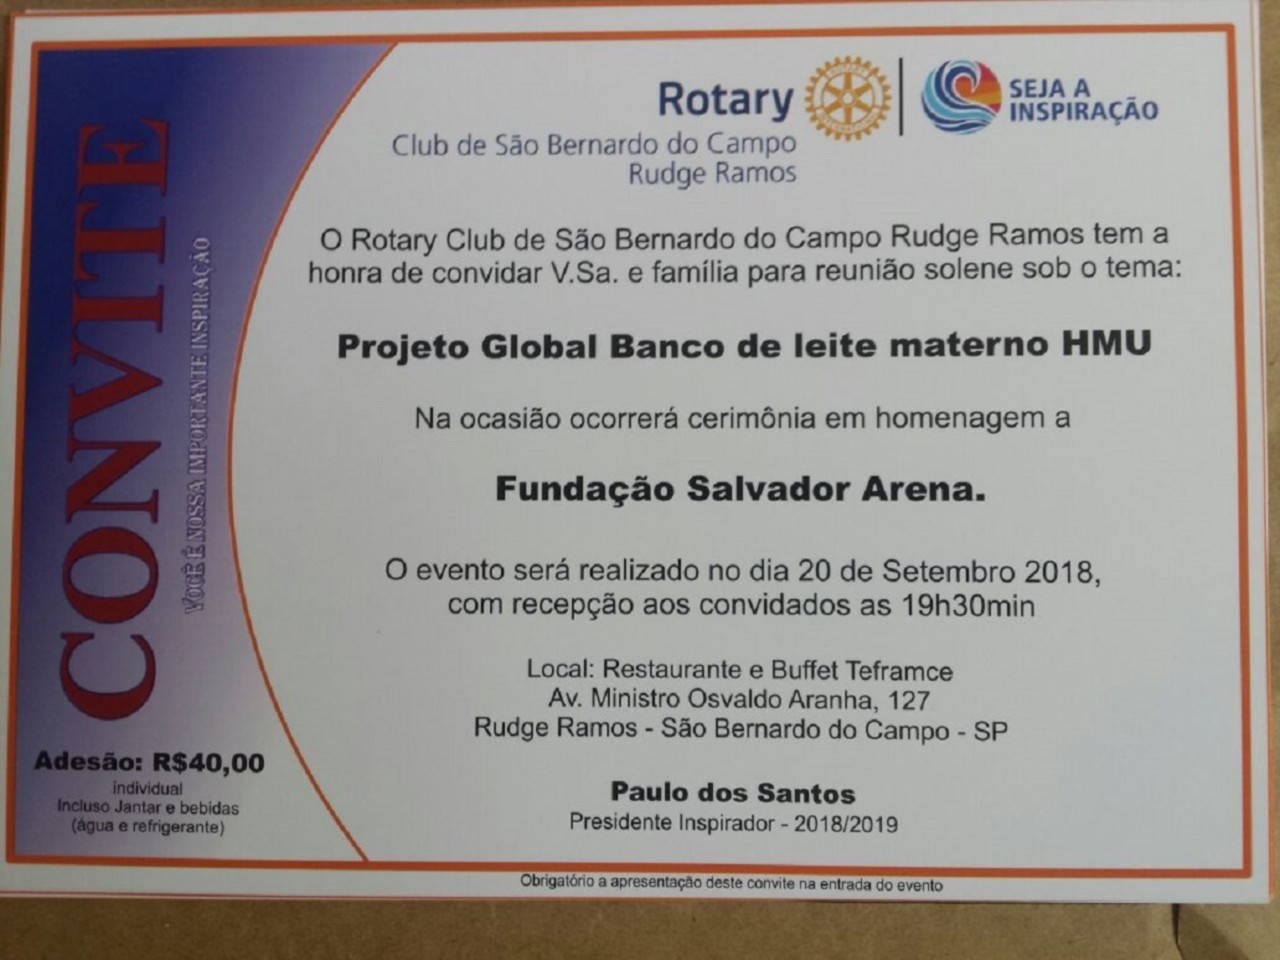 CONVITE
VOCÊ É NOSSA IMPORTANTE INSPIRAÇÃO
Rotary
Club de São Bernardo do Campo
Rudge Ramos
SEJA A
INSPIRAÇÃO
O Rotary Club de São Bernardo do Campo Rudge Ramos tem a
honra de convidar V.Sa. e família para reunião solene sob o tema:
Projeto Global Banco de leite materno HMU
Na ocasião ocorrerá cerimônia em homenagem a
Fundação Salvador Arena.
O evento será realizado no dia 20 de Setembro 2018,
com recepção aos convidados as 19h30min
Local: Restaurante e Buffet Teframce
Av. Ministro Osvaldo Aranha, 127
Rudge Ramos - São Bernardo do Campo - SP
Paulo dos Santos
Presidente Inspirador - 2018/2019
Adesão: R$40,00
individual
Incluso Jantar e bebidas
(água e refrigerante)
Obrigatório a apresentação deste convite na entrada do evento